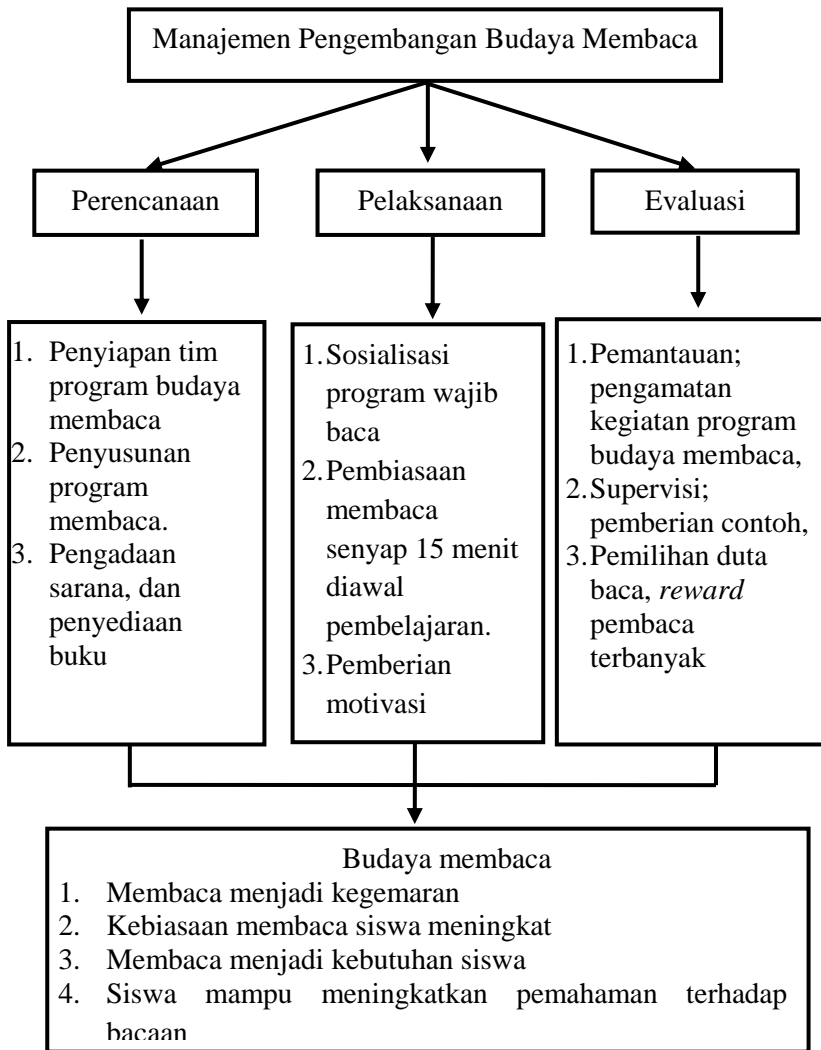 Manajemen Pengembangan Budaya Membaca
Perencanaan
Pelaksanaan
Evaluasi
1. Penyiapan tim
program budaya
membaca
2. Penyusunan
program
membaca.
3. Pengadaan
sarana, dan
penyediaan
buku
1.Sosialisasi
program wajib
baca
2.Pembiasaan
membaca
senyap 15 menit
diawal
pembelajaran.
3.Pemberian
motivasi
1.Pemantauan;
pengamatan
kegiatan program
budaya membaca,
2.Supervisi;
pemberian contoh,
3.Pemilihan duta
baca, reward
pembaca
terbanyak
Budaya membaca
1. Membaca menjadi kegemaran
2. Kebiasaan membaca siswa meningkat
3. Membaca menjadi kebutuhan siswa
4. Siswa mampu meningkatkan pemahaman terhadap
bacaan